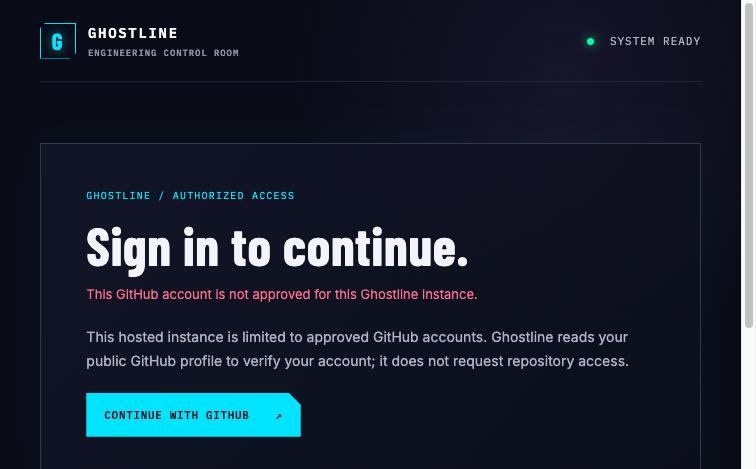 G
GHOSTLINE
ENGINEERING CONTROL ROOM
SYSTEM READY
GHOSTLINE / AUTHORIZED ACCESS
Sign in to continue.
This GitHub account is not approved for this Ghostline instance.
This hosted instance is limited to approved GitHub accounts. Ghostline reads your
public GitHub profile to verify your account; it does not request repository access.
CONTINUE WITH GITHUB ↗